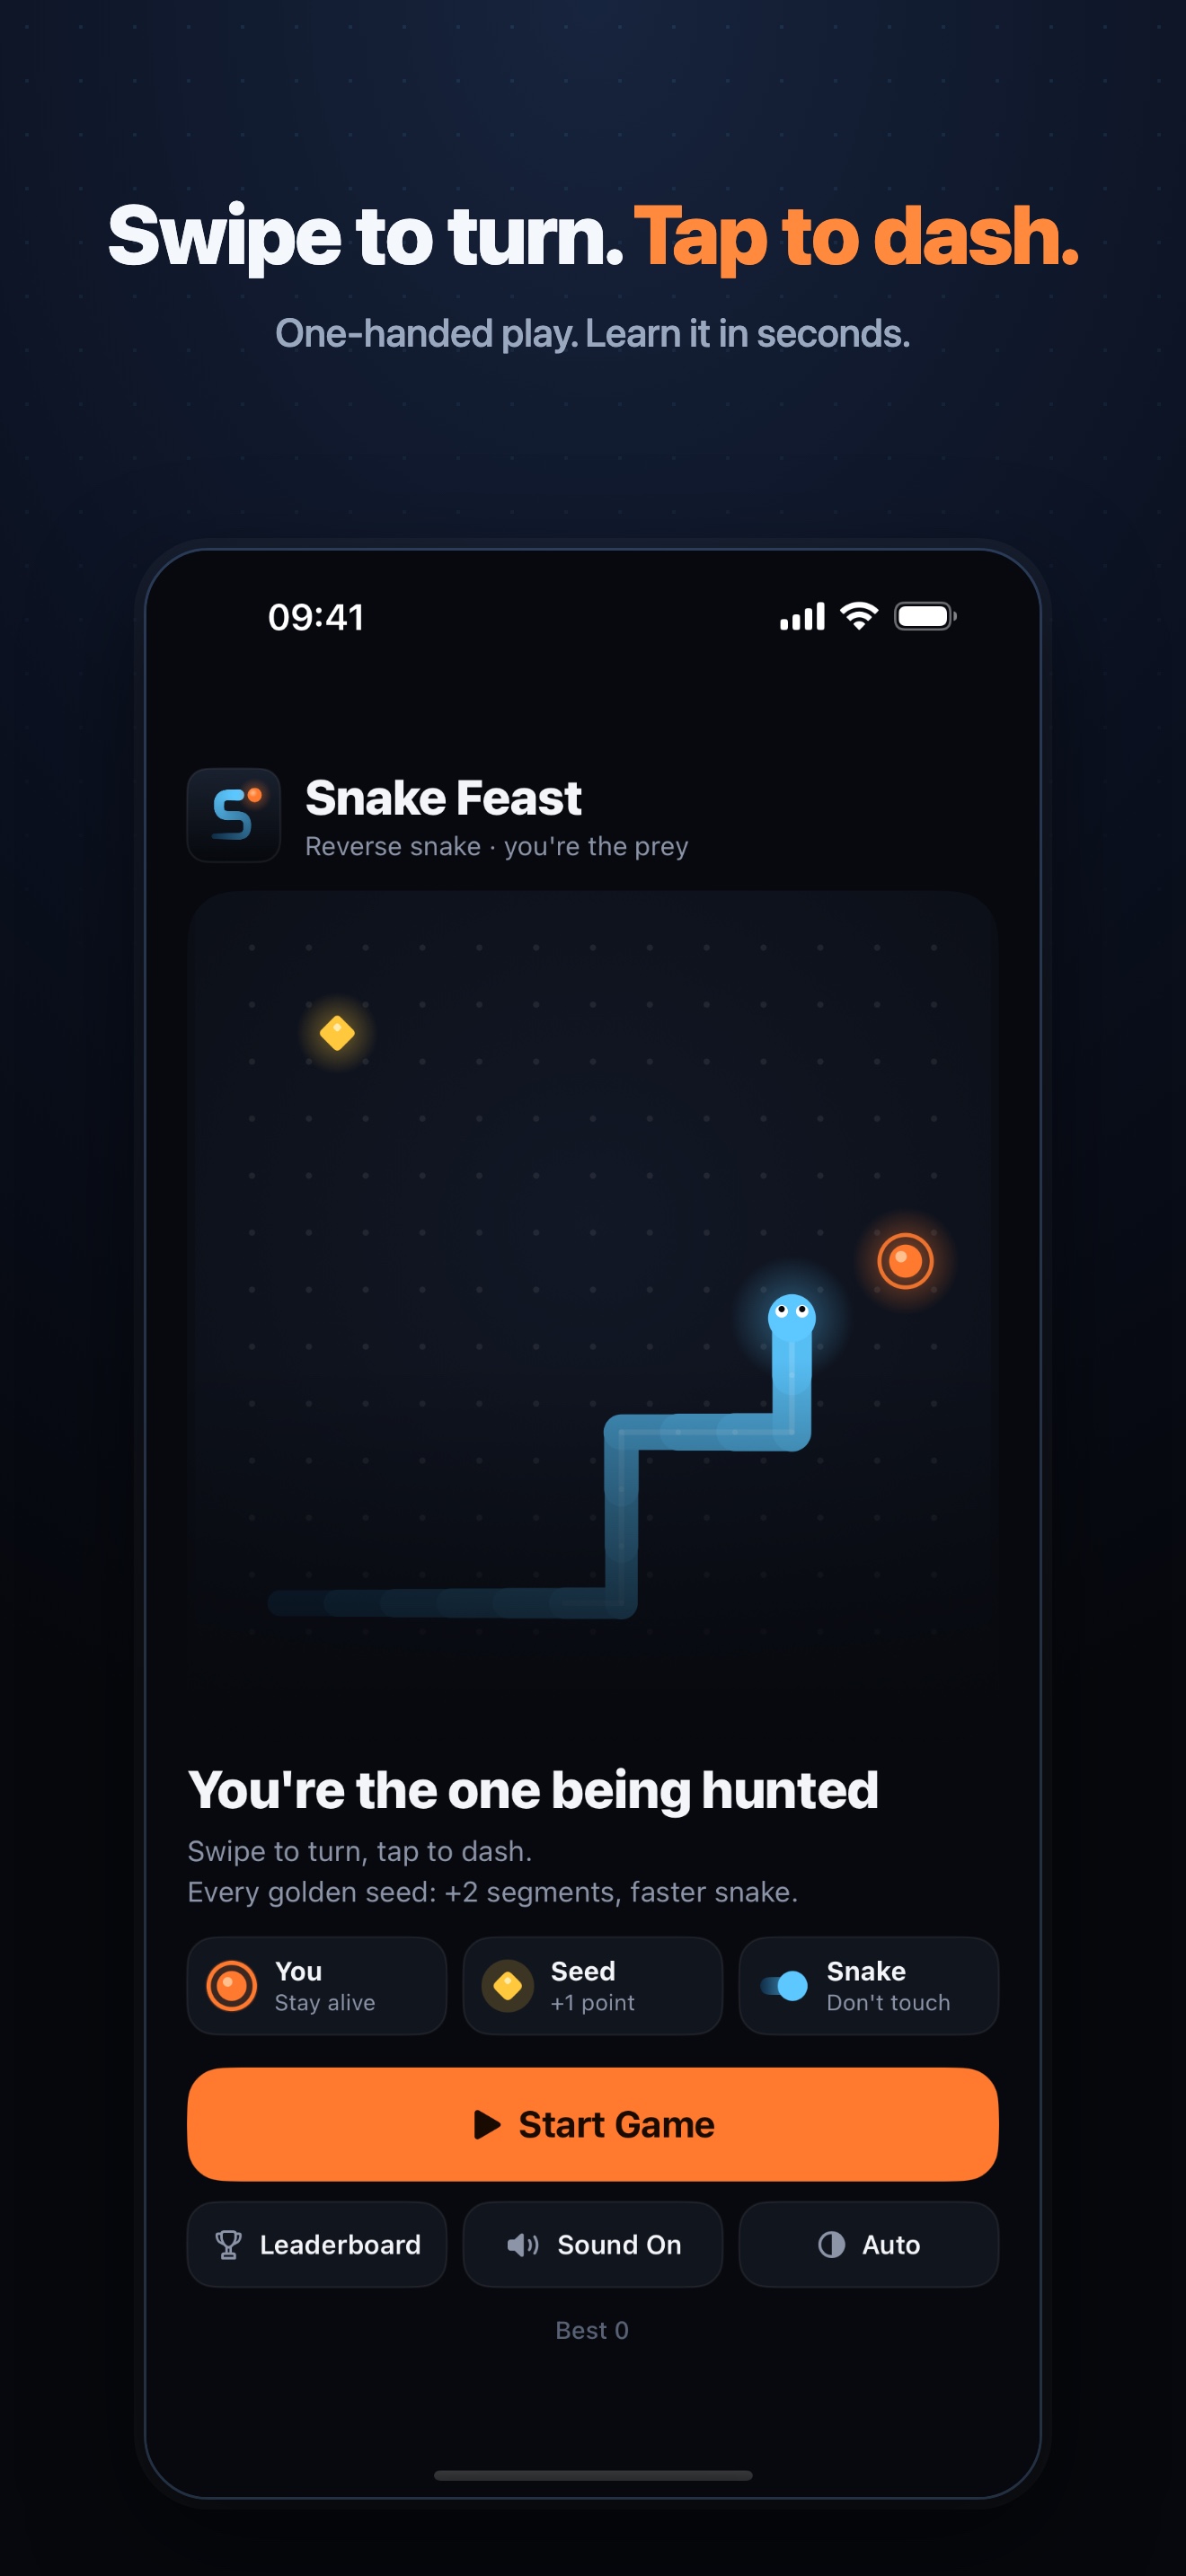 Swipe to turn. Tap to dash.
One-handed play. Learn it in seconds.
09:41
Snake Feast
Reverse snake · you're the prey
You're the one being hunted
Swipe to turn, tap to dash.
Every golden seed: +2 segments, faster snake.
You
Stay alive
Seed
+1 point
Snake
Don't touch
Start Game
Leaderboard
Sound On
Auto
Best 0